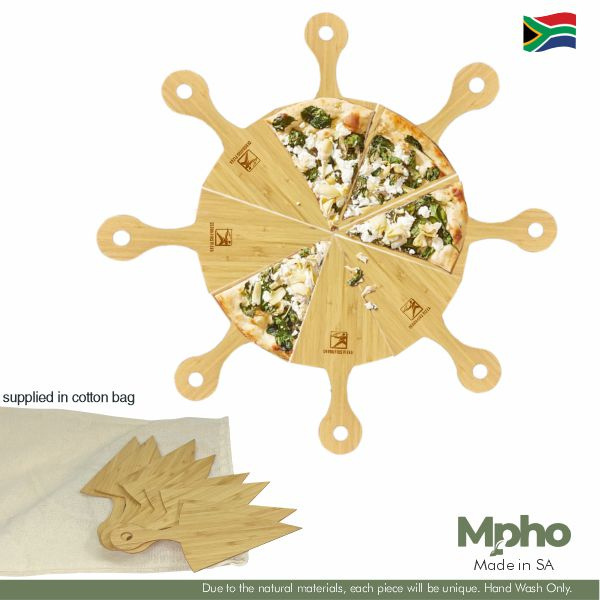 supplied in cotton bag
Mpho
Made in SA
Due to the natural materials, each piece will be unique. Hand Wash Only.